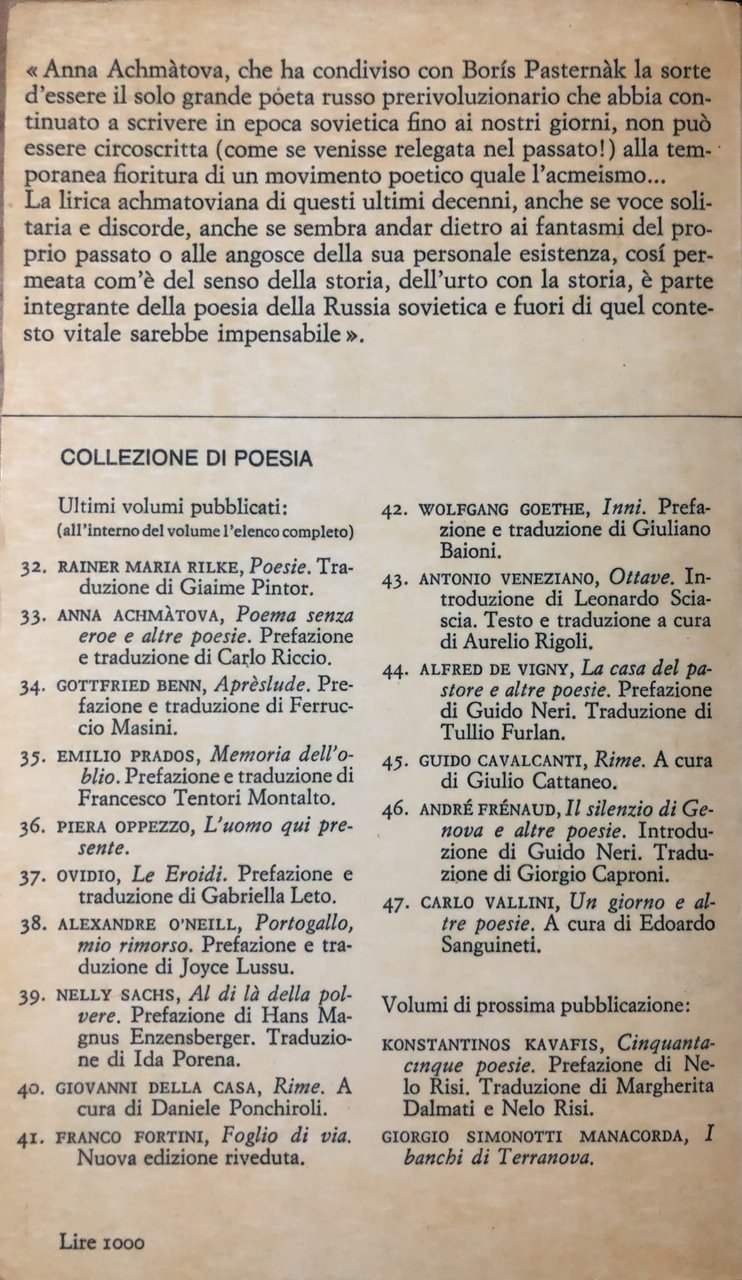 « Anna Achmàtova, che ha condiviso con Borís Pasternàk la sorte
d'essere il solo grande poeta russo prerivoluzionario che abbia con-
tinuato a scrivere in epoca sovietica fino ai nostri giorni, non può
essere circoscritta (come se venisse relegata nel passato!) alla tem-
poranea fioritura di un movimento poetico quale l'acmeismo...
La lirica achmatoviana di questi ultimi decenni, anche se voce soli-
taria e discorde, anche se sembra andar dietro ai fantasmi del pro-
prio passato o alle angosce della sua personale esistenza, cosí per-
meata com'è del senso della storia, dell'urto con la storia, è parte
integrante della poesia della Russia sovietica e fuori di quel conte-
sto vitale sarebbe impensabile ».
COLLEZIONE DI POESIA
Ultimi volumi pubblicati:
(all'interno del volume l'elenco completo)
32. RAINER MARIA RILKE, Poesie. Tra-
duzione di Giaime Pintor.
33. ANNA ACHMÀTOVA, Poema senza
eroe e altre poesie. Prefazione
e traduzione di Carlo Riccio.
34. GOTTFRIED BENN, Aprèslude. Pre-
fazione e traduzione di Ferruc-
cio Masini.
35. EMILIO PRADOS, Memoria dell'o-
blio. Prefazione e traduzione di
Francesco Tentori Montalto.
36. PIERA OPPEZZO, L'uomo qui pre-
sente.
37. OVIDIO, Le Eroidi. Prefazione e
traduzione di Gabriella Leto.
38. ALEXANDRE O'NEILL, Portogallo,
mio rimorso. Prefazione e tra-
duzione di Joyce Lussu.
39. NELLY SACHS, Al di là della pol-
vere. Prefazione di Hans Ma-
gnus Enzensberger. Traduzio-
ne di Ida Porena.
40. GIOVANNI DELLA CASA, Rime. A
cura di Daniele Ponchiroli.
41. FRANCO FORTINI, Foglio di via.
Nuova edizione riveduta.
42. WOLFGANG GOETHE, Inni. Prefa-
zione e traduzione di Giuliano
Baioni.
43. ANTONIO VENEZIANO, Ottave. In-
troduzione di Leonardo Scia-
scia. Testo e traduzione a cura
di Aurelio Rigoli.
44. ALFRED DE VIGNY, La casa del pa-
store e altre poesie. Prefazione
di Guido Neri. Traduzione di
Tullio Furlan.
45. GUIDO CAVALCANTI, Rime. A cura
di Giulio Cattaneo.
46. ANDRÉ FRÉNAUD, Il silenzio di Ge-
nova e altre poesie. Introdu-
zione di Guido Neri. Tradu-
zione di Giorgio Caproni.
47. CARLO VALLINI, Un giorno e al-
tre poesie. A cura di Edoardo
Sanguineti.
Volumi di prossima pubblicazione:
KONSTANTINOS KAVAFIS, Cinquanta-
cinque poesie. Prefazione di Ne-
lo Risi. Traduzione di Margherita
Dalmati e Nelo Risi.
GIORGIO SIMONOTTI MANACORDA, I
banchi di Terranova.
Lire 1000